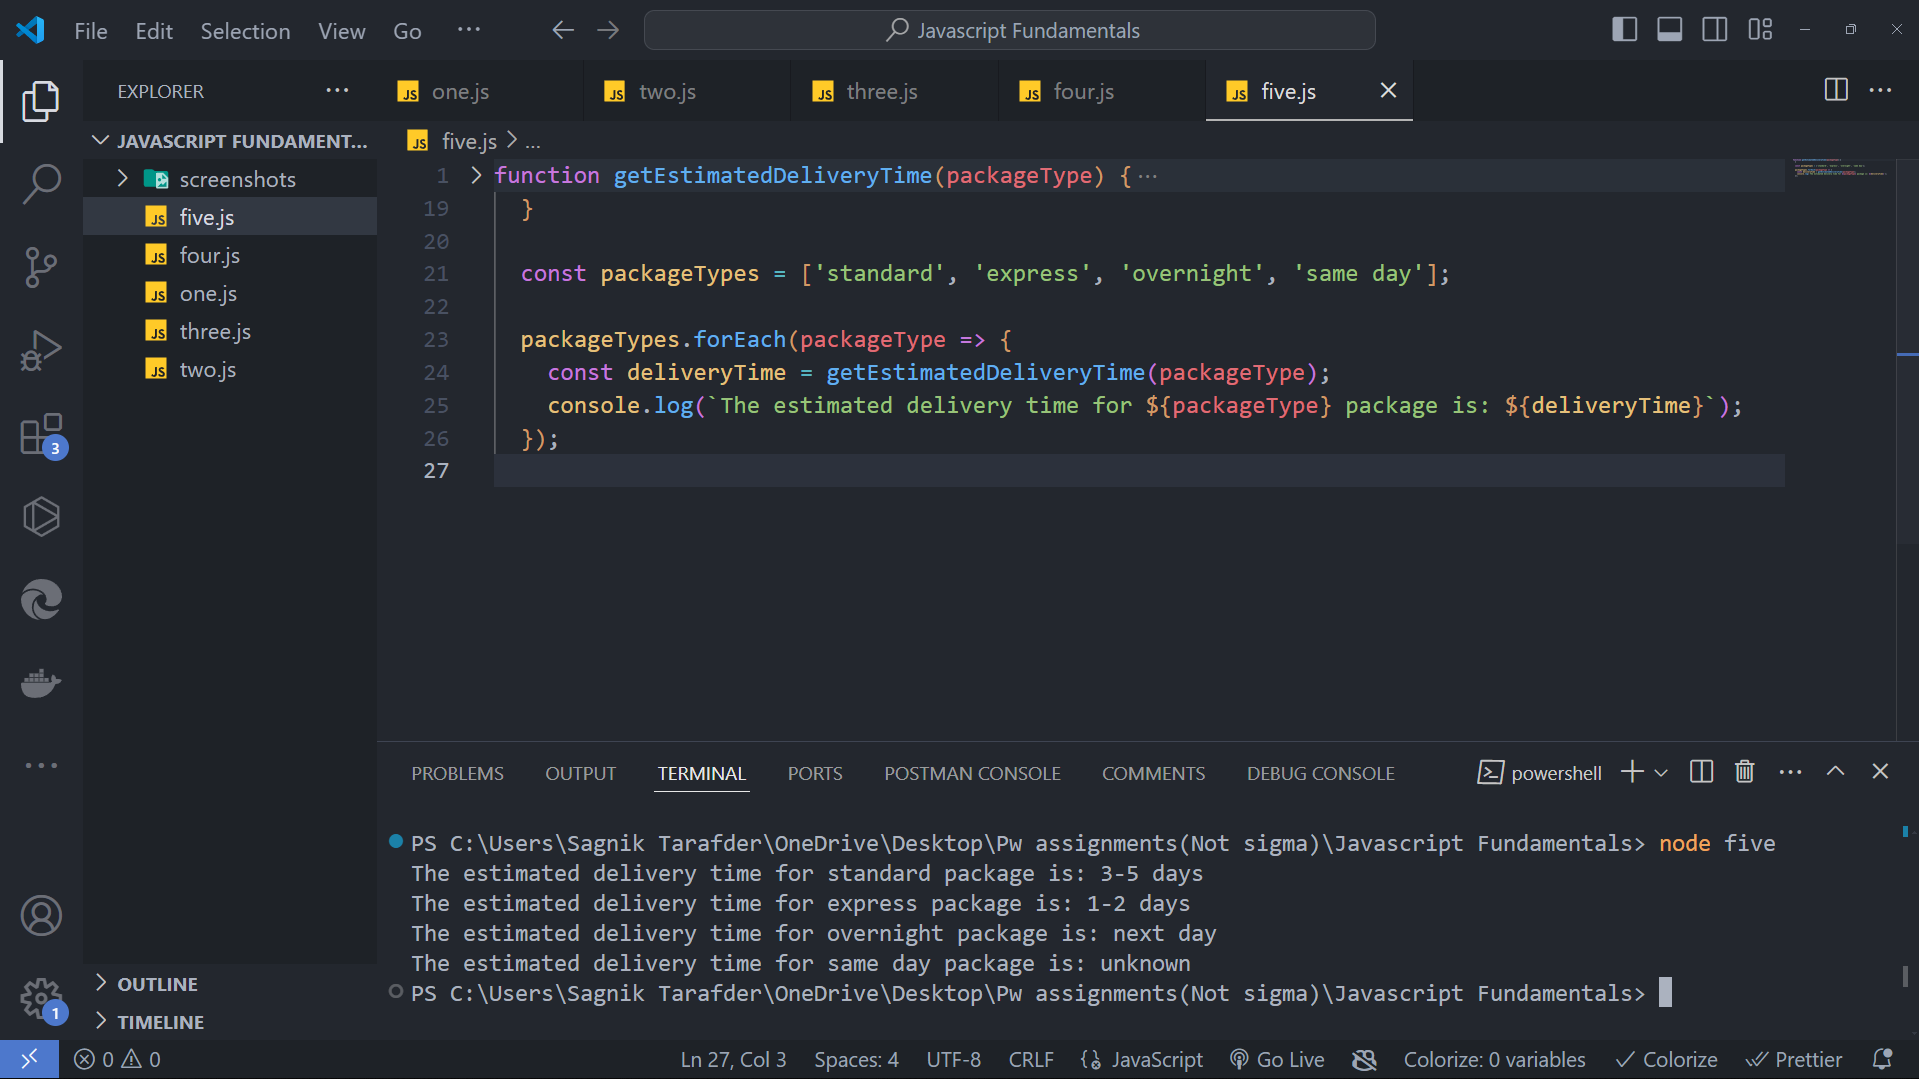 File Edit Selection View Go ...
Javascript Fundamentals
EXPLORER ...
JAVASCRIPT FUNDAMENT...
screenshots
five.js
four.js
one.js
three.js
two.js
OUTLINE
TIMELINE
3
1
JS one.js JS two.js JS three.js JS four.js JS five.js
JS five.js > ...
1 function getEstimatedDeliveryTime(packageType) { ...
19 }
20
21 const packageTypes = ['standard', 'express', 'overnight', 'same day'];
22
23 packageTypes.forEach(packageType => {
24 const deliveryTime = getEstimatedDeliveryTime(packageType);
25 console.log(`The estimated delivery time for ${packageType} package is: ${deliveryTime}`);
26 });
27
PROBLEMS OUTPUT TERMINAL PORTS POSTMAN CONSOLE COMMENTS DEBUG CONSOLE powershell
PS C:\Users\Sagnik Tarafder\OneDrive\Desktop\Pw assignments(Not sigma)\Javascript Fundamentals> node five
The estimated delivery time for standard package is: 3-5 days
The estimated delivery time for express package is: 1-2 days
The estimated delivery time for overnight package is: next day
The estimated delivery time for same day package is: unknown
PS C:\Users\Sagnik Tarafder\OneDrive\Desktop\Pw assignments(Not sigma)\Javascript Fundamentals>
0 0 Ln 27, Col 3 Spaces: 4 UTF-8 CRLF {} JavaScript Go Live Colorize: 0 variables Colorize Prettier